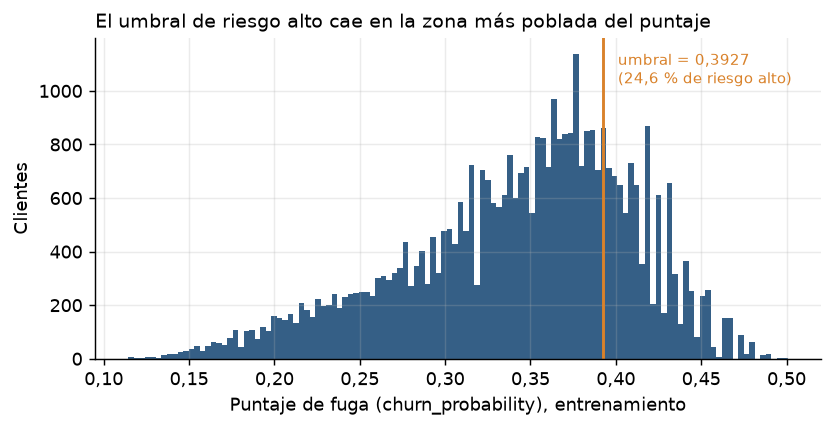 El umbral de riesgo alto cae en la zona más poblada del puntaje
umbral = 0,3927
(24,6 % de riesgo alto)
Clientes
1000
800
600
400
200
0
0,10 0,15 0,20 0,25 0,30 0,35 0,40 0,45 0,50
Puntaje de fuga (churn_probability), entrenamiento